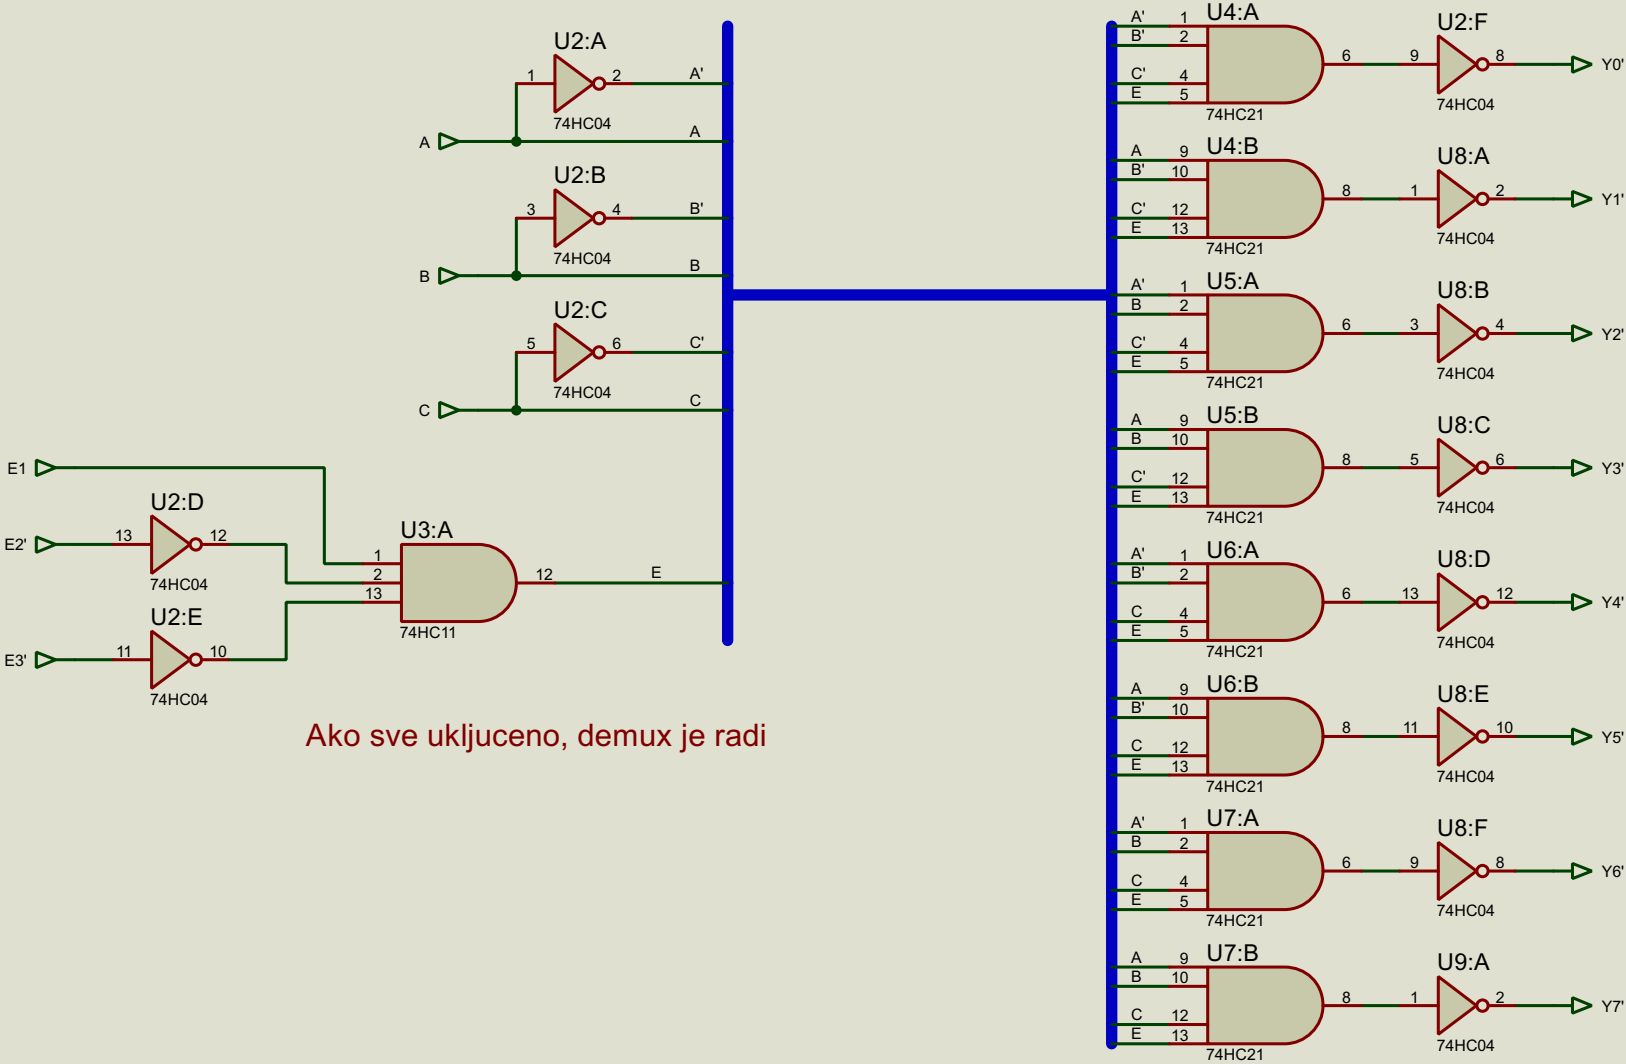 U2:A
1
2
A'
74HC04
A
A
U2:B
3
4
B'
74HC04
B
B
U2:C
5
6
C'
74HC04
C
C
E1
U2:D
E2'
13
12
74HC04
U2:E
E3'
11
10
74HC04
U3:A
1
2
13
12
E
74HC11
Ako sve ukljuceno, demux je radi
A' 1 U4:A
B' 2
C' 4
E 5
74HC21
6
9
U2:F
8
74HC04
Y0'
A 9 U4:B
B' 10
C' 12
E 13
74HC21
8
1
U8:A
2
74HC04
Y1'
A' 1 U5:A
B 2
C' 4
E 5
74HC21
6
3
U8:B
4
74HC04
Y2'
A 9 U5:B
B 10
C' 12
E 13
74HC21
8
5
U8:C
6
74HC04
Y3'
A' 1 U6:A
B' 2
C 4
E 5
74HC21
6
13
U8:D
12
74HC04
Y4'
A 9 U6:B
B' 10
C 12
E 13
74HC21
8
11
U8:E
10
74HC04
Y5'
A' 1 U7:A
B 2
C 4
E 5
74HC21
6
9
U8:F
8
74HC04
Y6'
A 9 U7:B
B 10
C 12
E 13
74HC21
8
1
U9:A
2
74HC04
Y7'